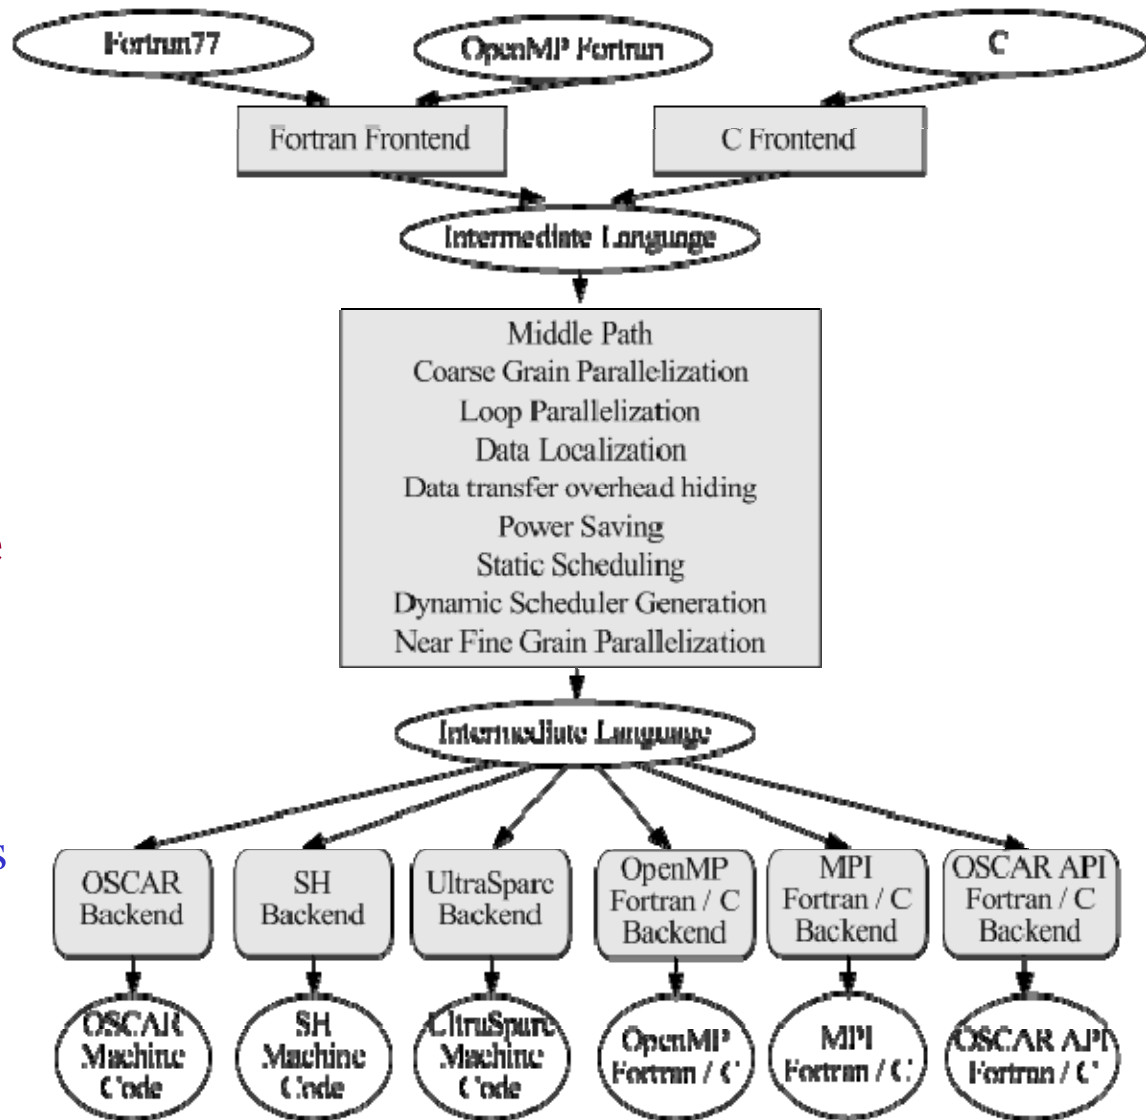 Fortran77
OpenMP Fortran
C
Fortran Frontend
C Frontend
Intermediate Language
Middle Path
Coarse Grain Parallelization
Loop Parallelization
Data Localization
Data transfer overhead hiding
Power Saving
Static Scheduling
Dynamic Scheduler Generation
Near Fine Grain Parallelization
e
Intermediate Language
s
OSCAR
Backend
SH
Backend
UltraSparc
Backend
OpenMP
Fortran / C
Backend
MPI
Fortran / C
Backend
OSCAR API
Fortran / C
Backend
OSCAR
Machine
Code
SH
Machine
Code
UltraSparc
Machine
Code
OpenMP
Fortran / C
MPI
Fortran / C
OSCAR API
Fortran / C